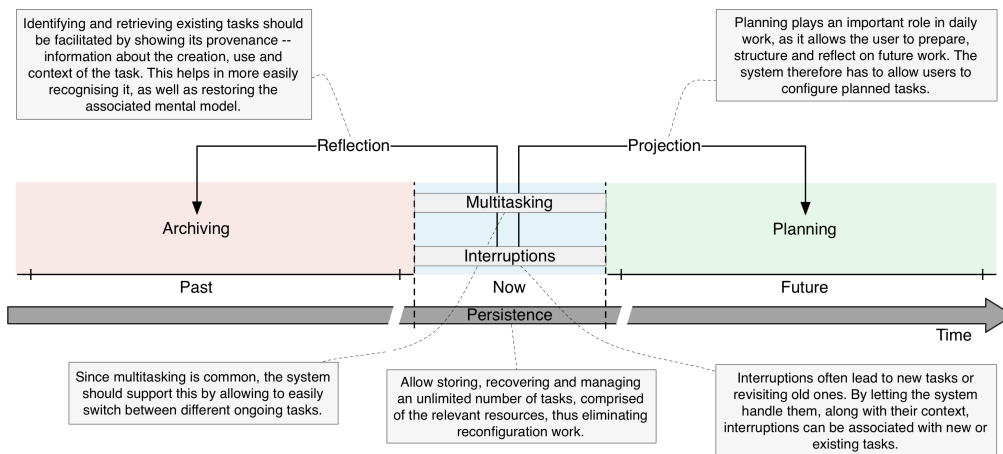 Identifying and retrieving existing tasks should
be facilitated by showing its provenance --
information about the creation, use and
context of the task. This helps in more easily
recognising it, as well as restoring the
associated mental model.
Planning plays an important role in daily
work, as it allows the user to prepare,
structure and reflect on future work. The
system therefore has to allow users to
configure planned tasks.
Reflection
Projection
Multitasking
Archiving
Planning
Interruptions
Past
Now
Future
Persistence
Time
Since multitasking is common, the system
should support this by allowing to easily
switch between different ongoing tasks.
Allow storing, recovering and managing
an unlimited number of tasks, comprised
of the relevant resources, thus eliminating
reconfiguration work.
Interruptions often lead to new tasks or
revisiting old ones. By letting the system
handle them, along with their context,
interruptions can be associated with new or
existing tasks.